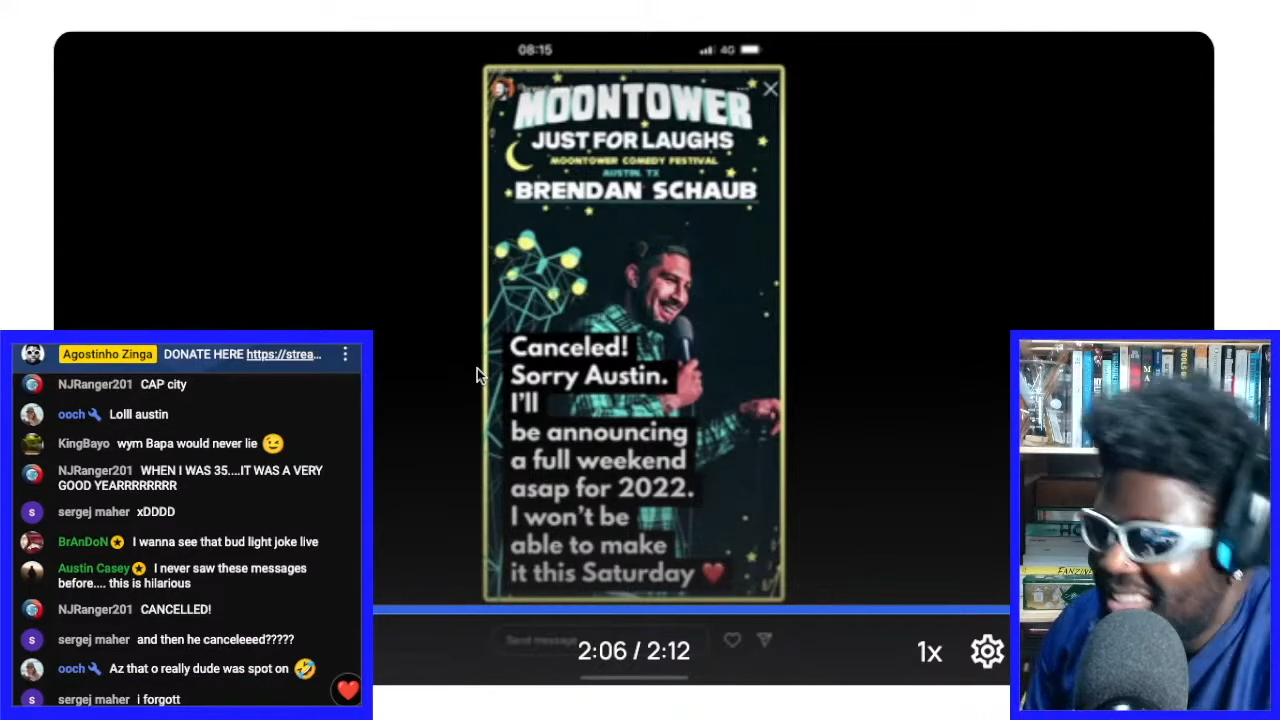 08:15
4G
MOONTOWER
JUST FOR LAUGHS
MOONTOWER COMEDY FESTIVAL
AUSTIN, TX
BRENDAN SCHAUB
Canceled!
Sorry Austin.
I'll
be announcing
a full weekend
asap for 2022.
I won't be
able to make
it this Saturday ❤️
Send message
2:06 / 2:12
1x
Agostinho Zinga DONATE HERE https://strea...
NJRanger201 CAP city
ooch Lolll austin
KingBayo wym Bapa would never lie 😉
NJRanger201 WHEN I WAS 35....IT WAS A VERY
GOOD YEARRRRRRR
sergej maher xDDDD
BrAnDoN I wanna see that bud light joke live
Austin Casey I never saw these messages
before.... this is hilarious
NJRanger201 CANCELLED!
sergej maher and then he canceleeed?????
ooch Az that o really dude was spot on 🤣
sergej maher i forgott